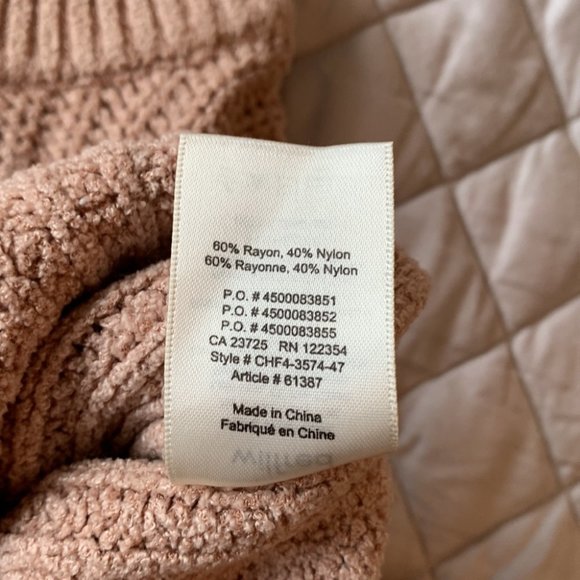 60% Rayon, 40% Nylon
60% Rayonne, 40% Nylon
P.O. # 4500083851
P.O. # 4500083852
P.O. # 4500083855
CA 23725 RN 122354
Style # CHF4-3574-47
Article # 61387
Made in China
Fabriqué en Chine